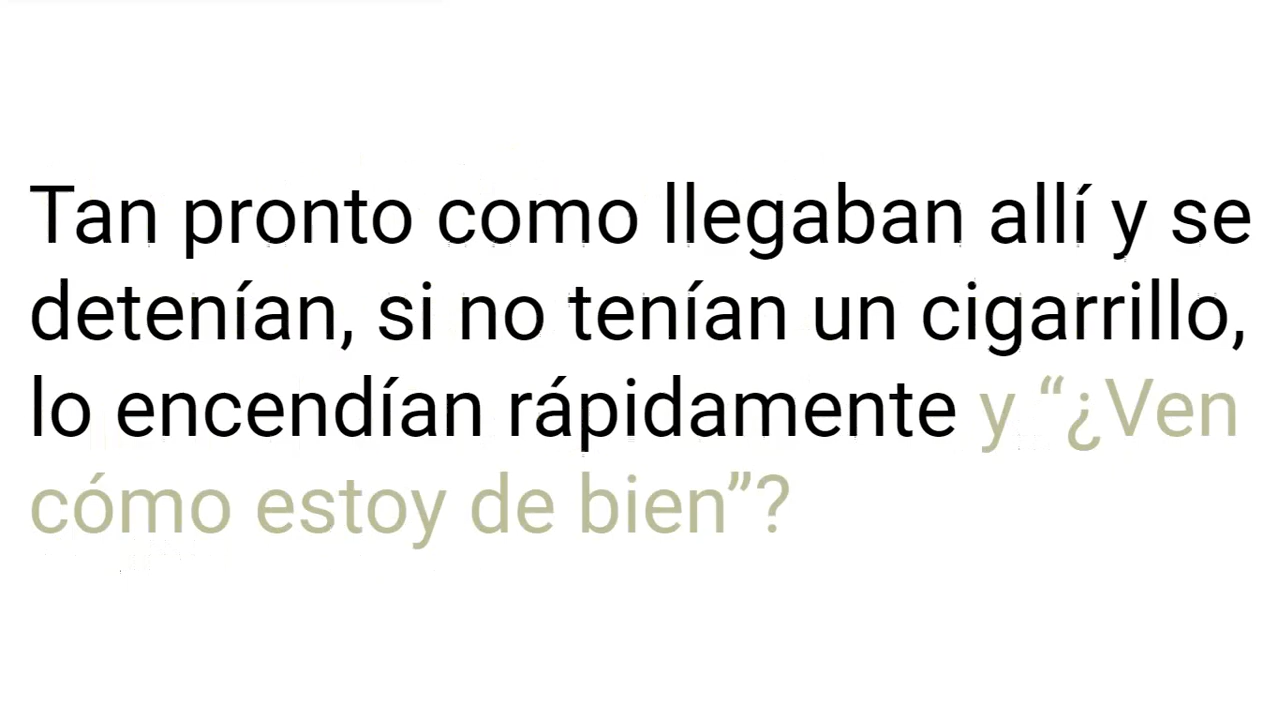 Tan pronto como llegaban allí y se
detenían, si no tenían un cigarrillo,
lo encendían rápidamente y “¿Ven
cómo estoy de bien”?